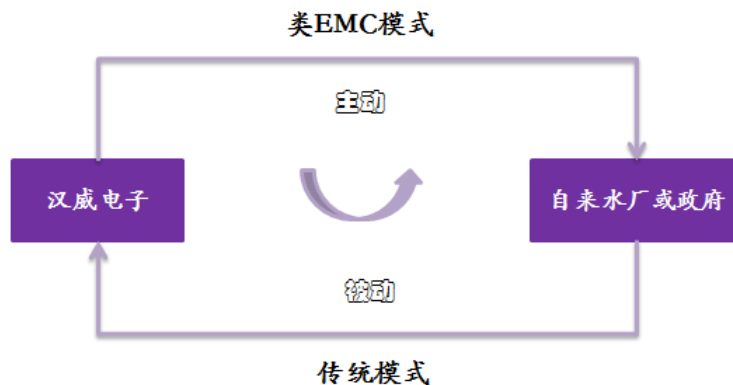 类EMC模式
主动
汉威电子
自来水厂或政府
被动
传统模式